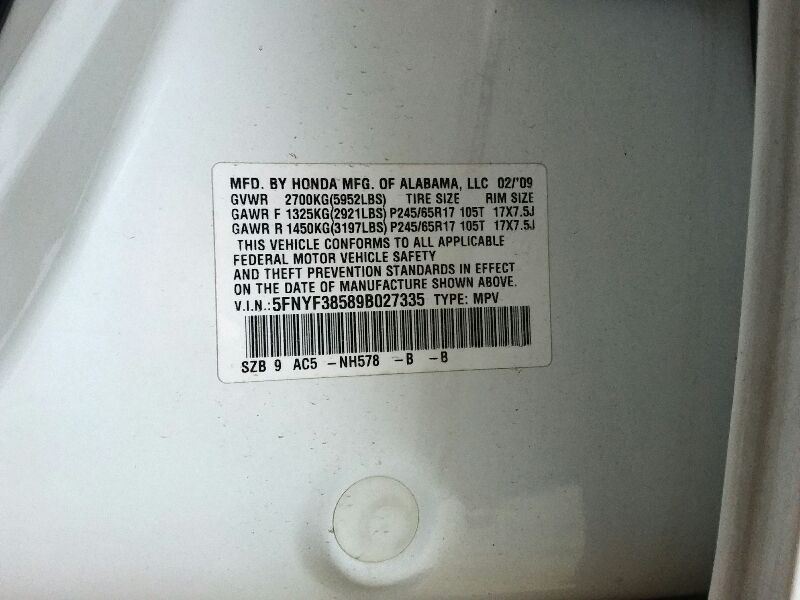 MFD. BY HONDA MFG. OF ALABAMA, LLC 02/'09
GVWR 2700KG(5952LBS) TIRE SIZE RIM SIZE
GAWR F 1325KG(2921LBS) P245/65R17 105T 17X7.5J
GAWR R 1450KG(3197LBS) P245/65R17 105T 17X7.5J
THIS VEHICLE CONFORMS TO ALL APPLICABLE
FEDERAL MOTOR VEHICLE SAFETY
AND THEFT PREVENTION STANDARDS IN EFFECT
ON THE DATE OF MANUFACTURE SHOWN ABOVE.
V.I.N.:5FNYF38589B027335 TYPE: MPV
SZB 9 AC5 -NH578 -B -B